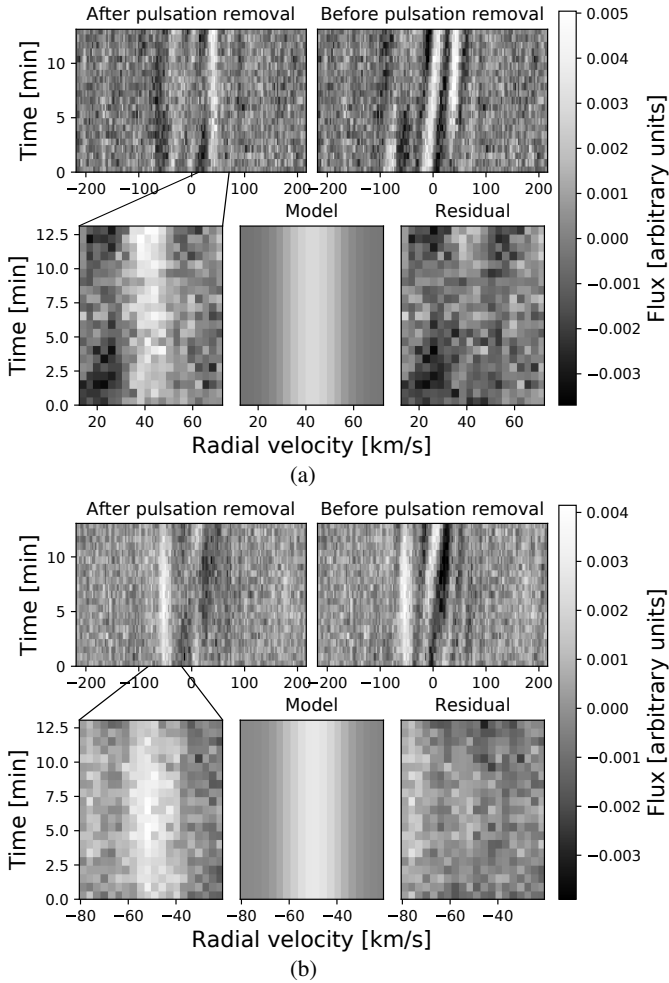 After pulsation removal Before pulsation removal
Time [min]
10
5
0
−200 −100 0 100 200 −200 −100 0 100 200
Model Residual
Time [min]
12.5
10.0
7.5
5.0
2.5
0.0
20 40 60 20 40 60 20 40 60
Radial velocity [km/s]
0.005
0.004
0.003
0.002
0.001
0.000
−0.001
−0.002
−0.003
Flux [arbitrary units]
(a)
After pulsation removal Before pulsation removal
Time [min]
10
5
0
−200 −100 0 100 200 −200 −100 0 100 200
Model Residual
Time [min]
12.5
10.0
7.5
5.0
2.5
0.0
−80 −60 −40 −80 −60 −40 −80 −60 −40
Radial velocity [km/s]
0.004
0.003
0.002
0.001
0.000
−0.001
−0.002
−0.003
Flux [arbitrary units]
(b)